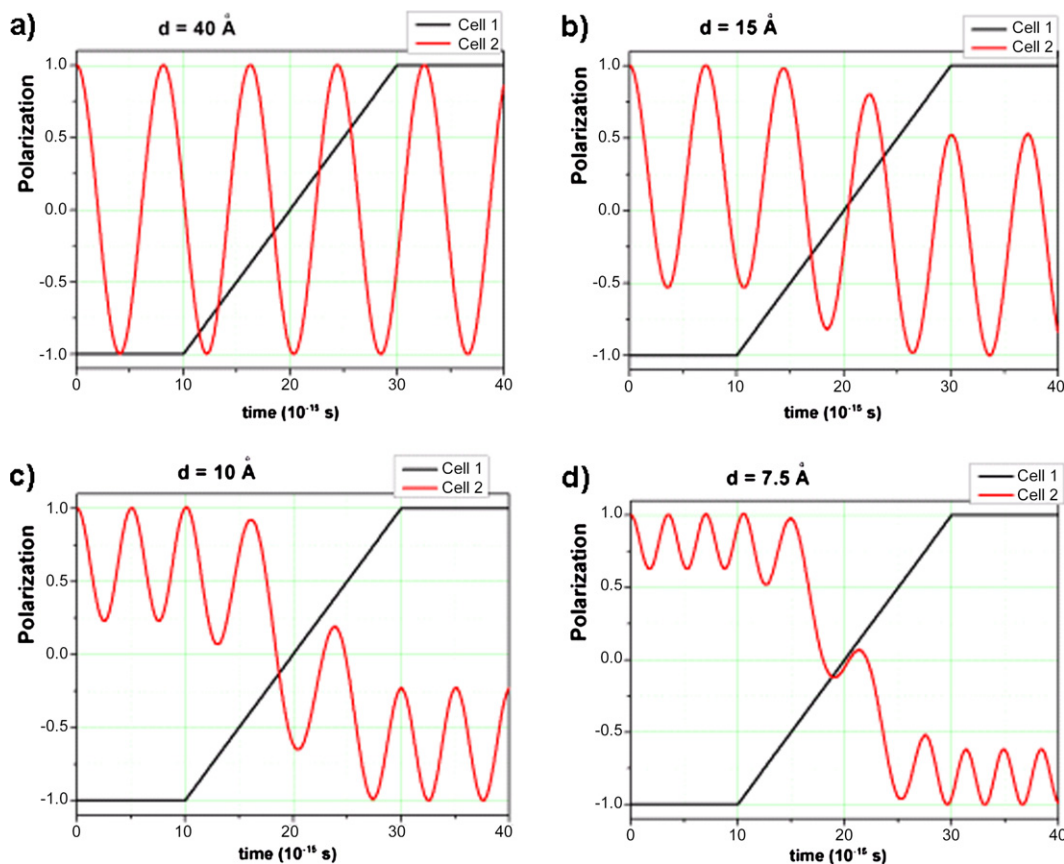 a)
d = 40 Å
Cell 1
Cell 2
Polarization
1.0
0.5
0.0
-0.5
-1.0
0
10
20
30
40
time (10⁻¹⁵ s)
b)
d = 15 Å
Cell 1
Cell 2
Polarization
1.0
0.5
0.0
-0.5
-1.0
0
10
20
30
40
time (10⁻¹⁵ s)
c)
d = 10 Å
Cell 1
Cell 2
Polarization
1.0
0.5
0.0
-0.5
-1.0
0
10
20
30
40
time (10⁻¹⁵ s)
d)
d = 7.5 Å
Cell 1
Cell 2
Polarization
1.0
0.5
0.0
-0.5
-1.0
0
10
20
30
40
time (10⁻¹⁵ s)